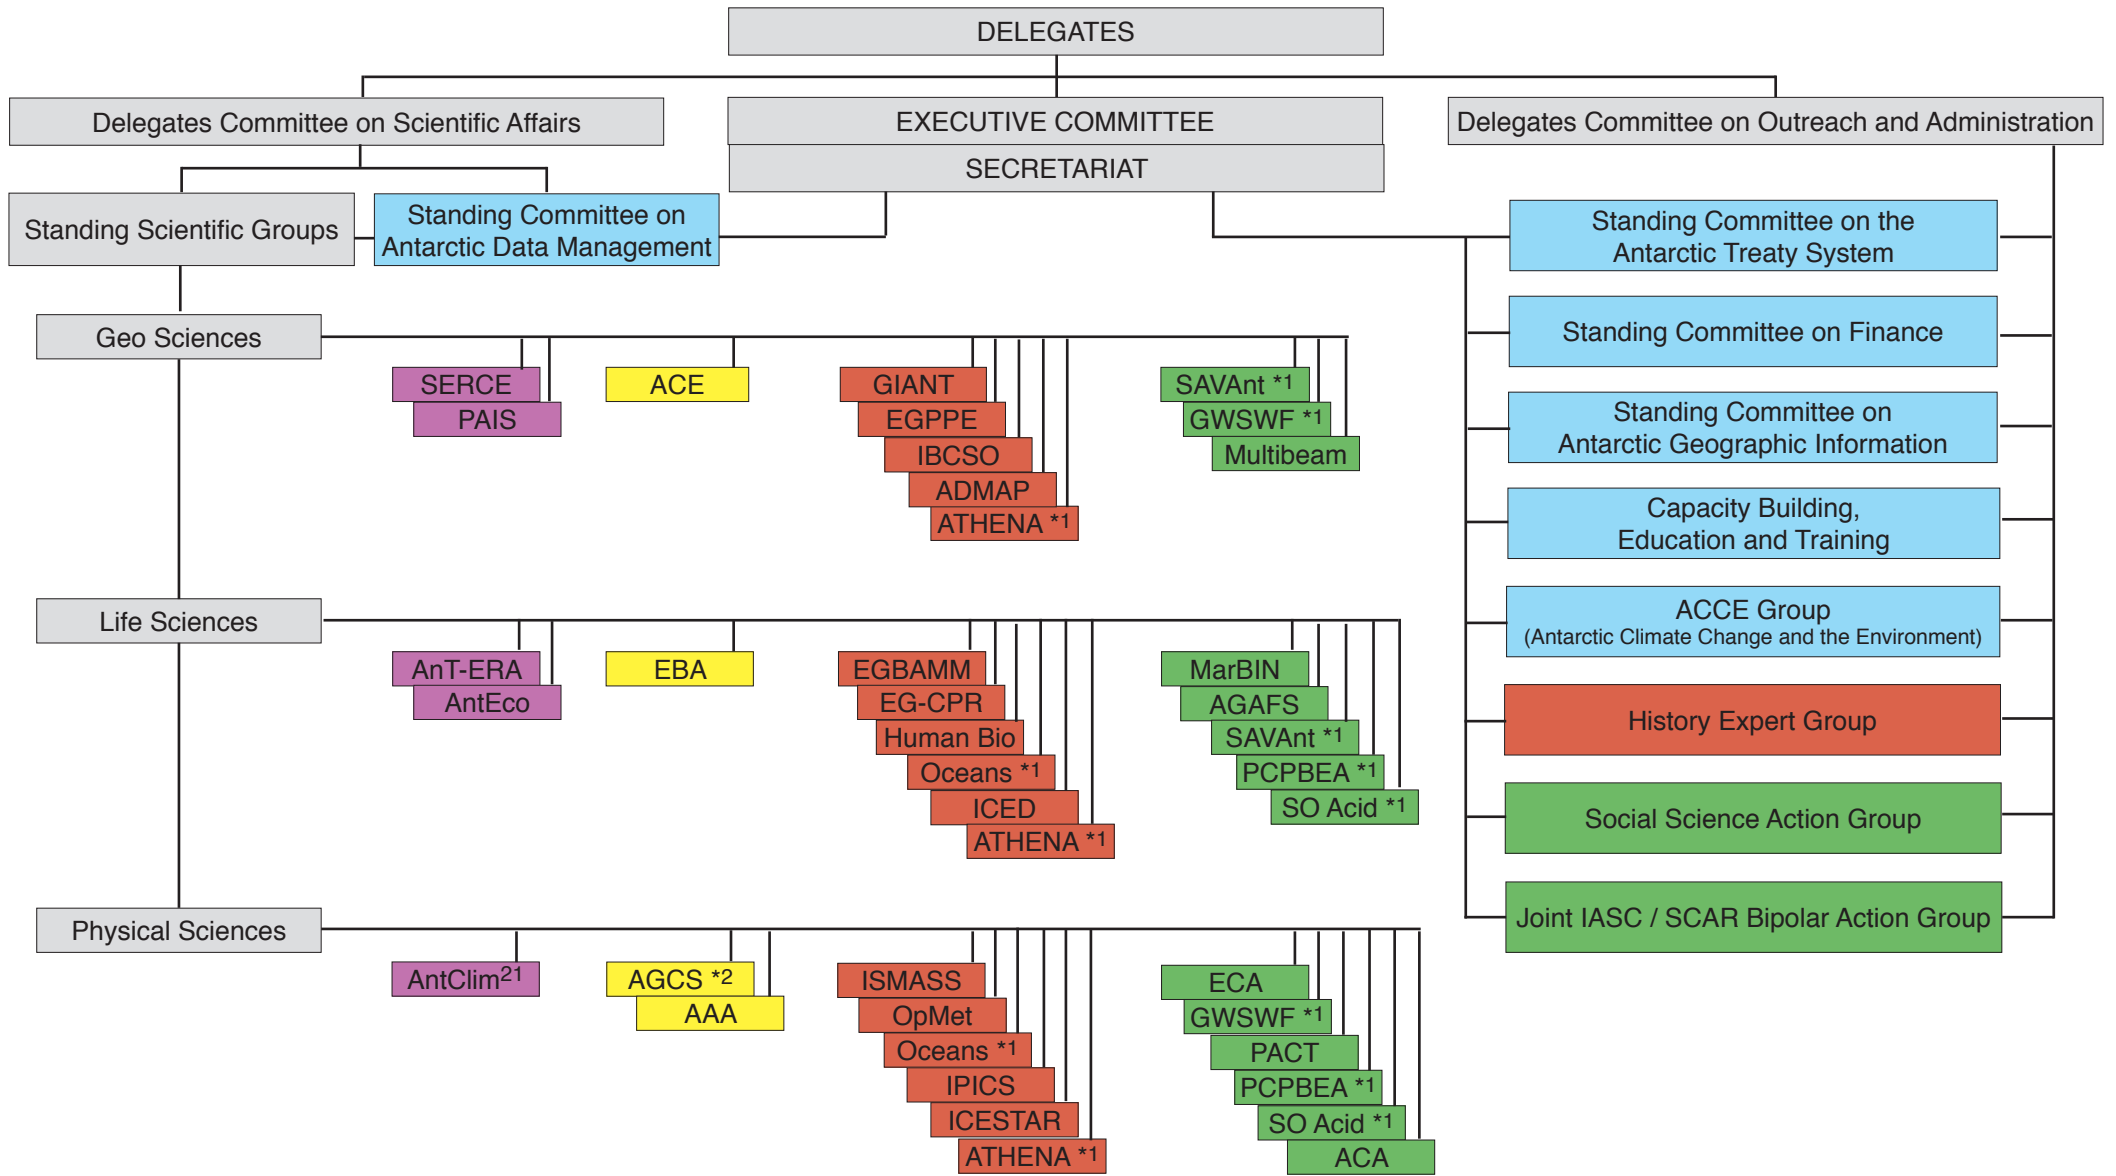 DELEGATES
Delegates Committee on Scientific Affairs
EXECUTIVE COMMITTEE
Delegates Committee on Outreach and Administration
SECRETARIAT
Standing Scientific Groups
Standing Committee on
Antarctic Data Management
Standing Committee on the
Antarctic Treaty System
Standing Committee on Finance
Standing Committee on
Antarctic Geographic Information
Capacity Building,
Education and Training
ACCE Group
(Antarctic Climate Change and the Environment)
History Expert Group
Social Science Action Group
Joint IASC / SCAR Bipolar Action Group
Geo Sciences
SERCE
PAIS
ACE
GIANT
EGPPE
IBCSO
ADMAP
ATHENA *1
SAVAnt *1
GWSWF *1
Multibeam
Life Sciences
AnT-ERA
AntEco
EBA
EGBAMM
EG-CPR
Human Bio
Oceans *1
ICED
ATHENA *1
MarBIN
AGAFS
SAVAnt *1
PCPBEA *1
SO Acid *1
Physical Sciences
AntClim21
AGCS *2
AAA
ISMASS
OpMet
Oceans *1
IPICS
ICESTAR
ATHENA *1
ECA
GWSWF *1
PACT
PCPBEA *1
SO Acid *1
ACA